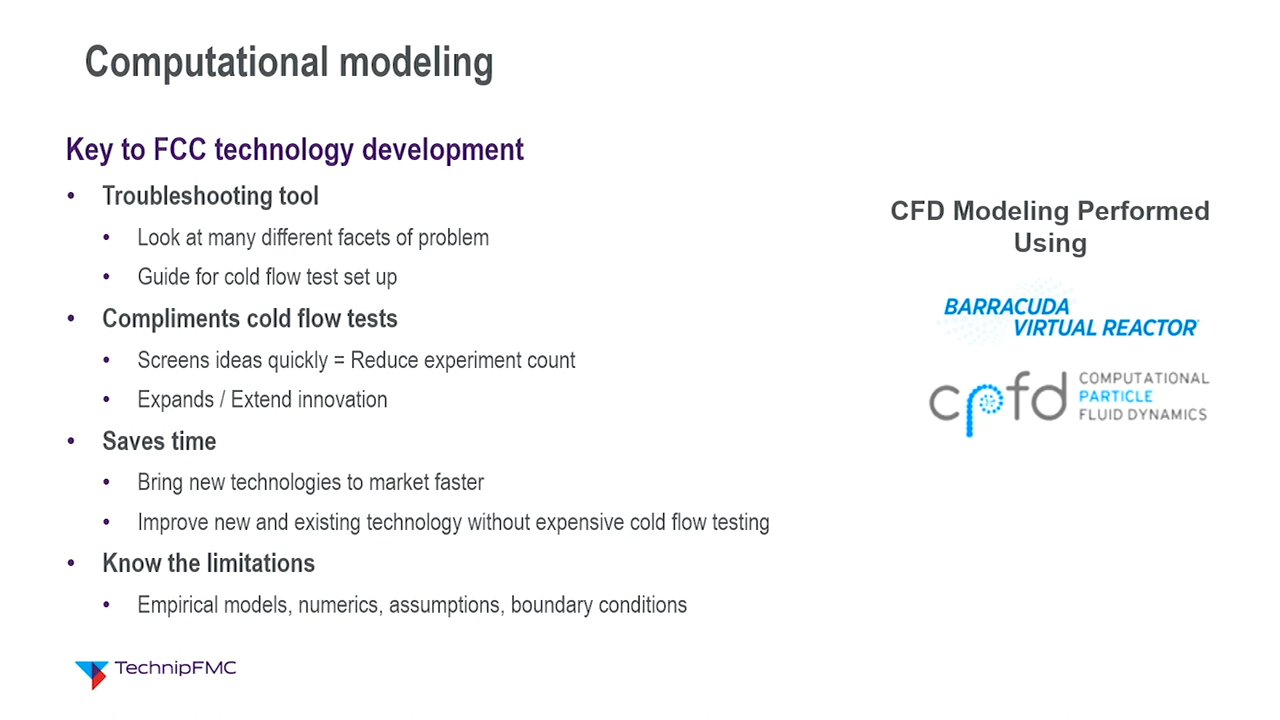 Computational modeling
Key to FCC technology development
• Troubleshooting tool
• Look at many different facets of problem
• Guide for cold flow test set up
• Compliments cold flow tests
• Screens ideas quickly = Reduce experiment count
• Expands / Extend innovation
• Saves time
• Bring new technologies to market faster
• Improve new and existing technology without expensive cold flow testing
• Know the limitations
• Empirical models, numerics, assumptions, boundary conditions
CFD Modeling Performed
Using
BARRACUDA
VIRTUAL REACTOR
cpfd
COMPUTATIONAL
PARTICLE
FLUID DYNAMICS
TechnipFMC